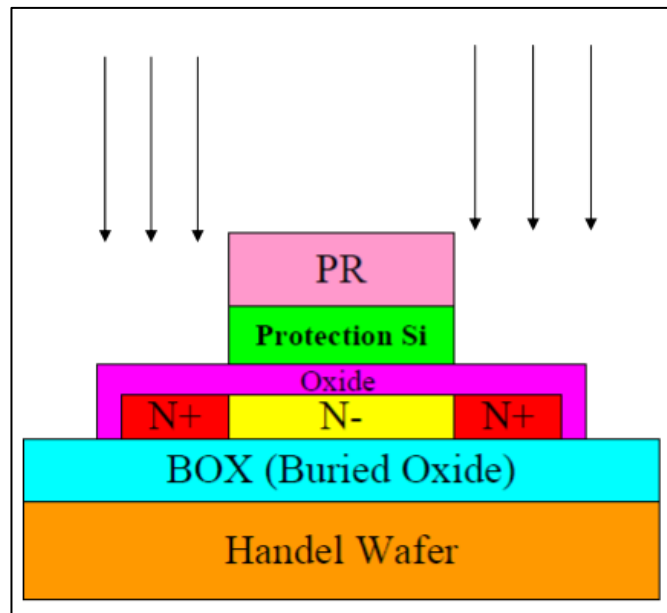 PR
Protection Si
Oxide
N+ N- N+
BOX (Buried Oxide)
Handel Wafer